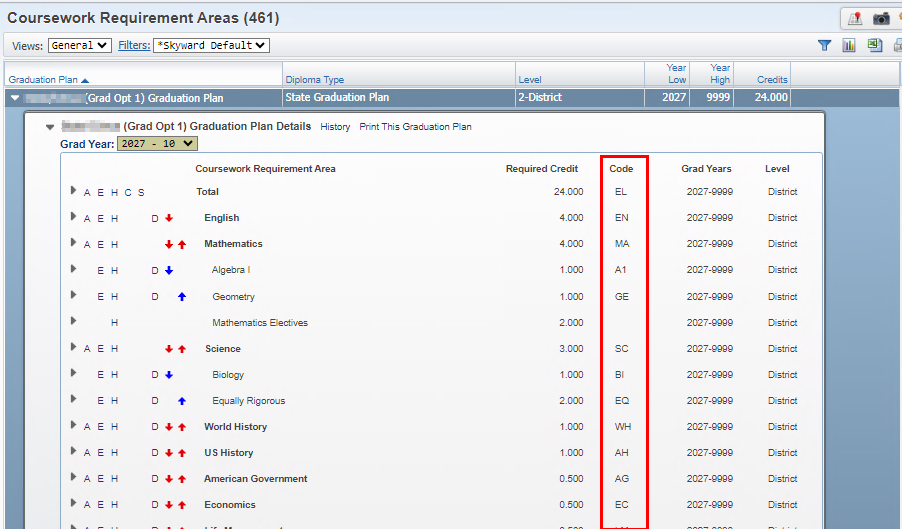 Coursework Requirement Areas (461)
Views: General Filters: *Skyward Default
Graduation Plan Diploma Type Level Year Low Year High Credits
(Grad Opt 1) Graduation Plan State Graduation Plan 2-District 2027 9999 24.000
(Grad Opt 1) Graduation Plan Details History Print This Graduation Plan
Grad Year: 2027 - 10
Coursework Requirement Area Required Credit Code Grad Years Level
A E H C S Total 24.000 EL 2027-9999 District
A E H D English 4.000 EN 2027-9999 District
A E H Mathematics 4.000 MA 2027-9999 District
E H D Algebra I 1.000 A1 2027-9999 District
E H D Geometry 1.000 GE 2027-9999 District
H Mathematics Electives 2.000 2027-9999 District
A E H Science 3.000 SC 2027-9999 District
E H D Biology 1.000 BI 2027-9999 District
E H D Equally Rigorous 2.000 EQ 2027-9999 District
A E H D World History 1.000 WH 2027-9999 District
A E H D US History 1.000 AH 2027-9999 District
A E H D American Government 0.500 AG 2027-9999 District
A E H D Economics 0.500 EC 2027-9999 District